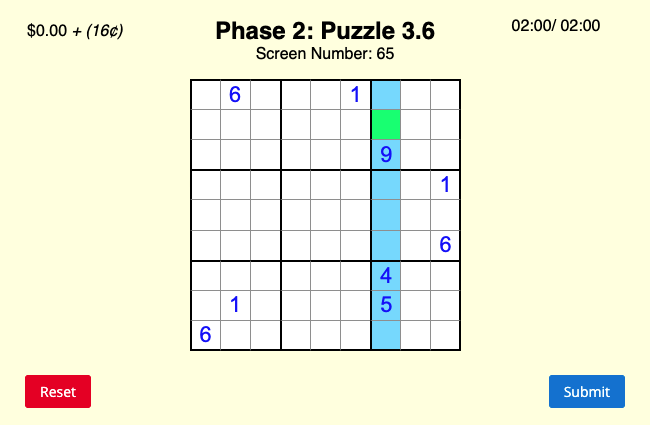 $0.00 + (16¢)
Phase 2: Puzzle 3.6
02:00/ 02:00
Screen Number: 65
6 1
9
1
6
4
1 5
6
Reset
Submit